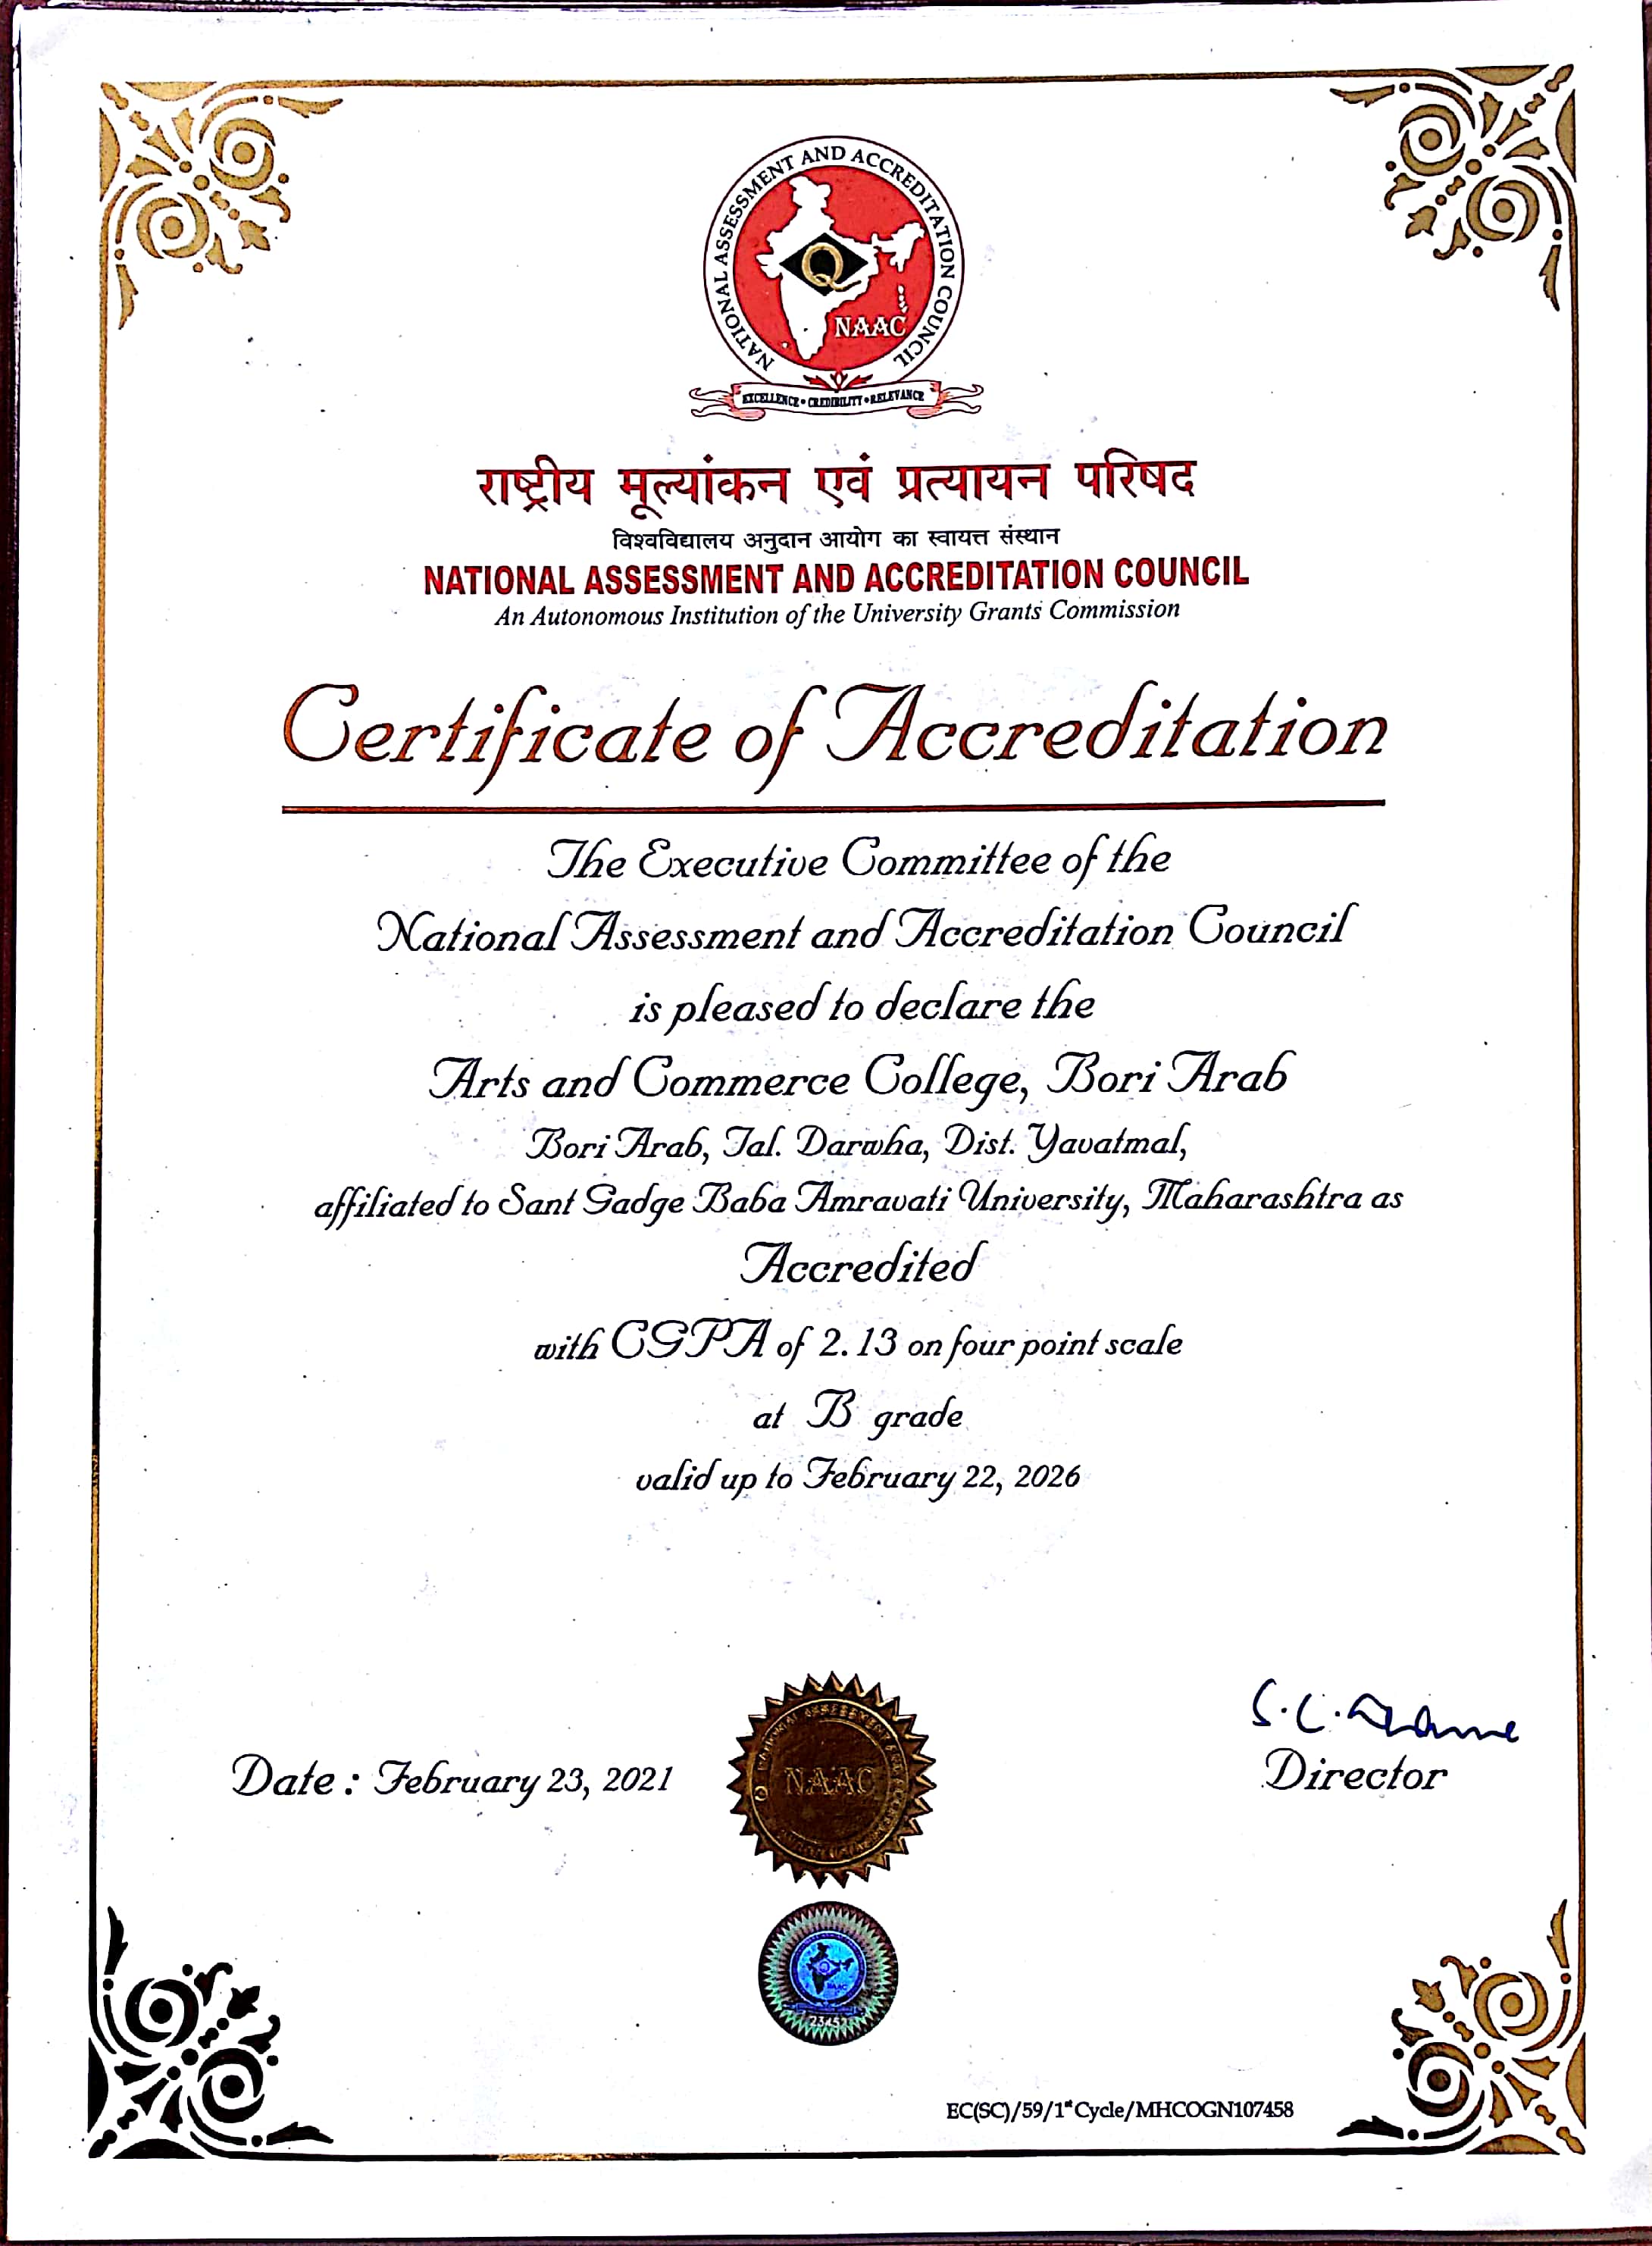 NATIONAL ASSESSMENT AND ACCREDITATION COUNCIL
Q
NAAC
EXCELLENCE • CREDIBILITY • RELEVANCE
राष्ट्रीय मूल्यांकन एवं प्रत्यायन परिषद
विश्वविद्यालय अनुदान आयोग का स्वायत्त संस्थान
NATIONAL ASSESSMENT AND ACCREDITATION COUNCIL
An Autonomous Institution of the University Grants Commission
Certificate of Accreditation
The Executive Committee of the
National Assessment and Accreditation Council
is pleased to declare the
Arts and Commerce College, Bori Arab
Bori Arab, Tal. Darwha, Dist. Yavatmal,
affiliated to Sant Gadge Baba Amravati University, Maharashtra as
Accredited
with CGPA of 2.13 on four point scale
at B grade
valid up to February 22, 2026
S.C.
Director
Date : February 23, 2021
NAAC
EC(SC)/59/1st Cycle/MHCOGN107458